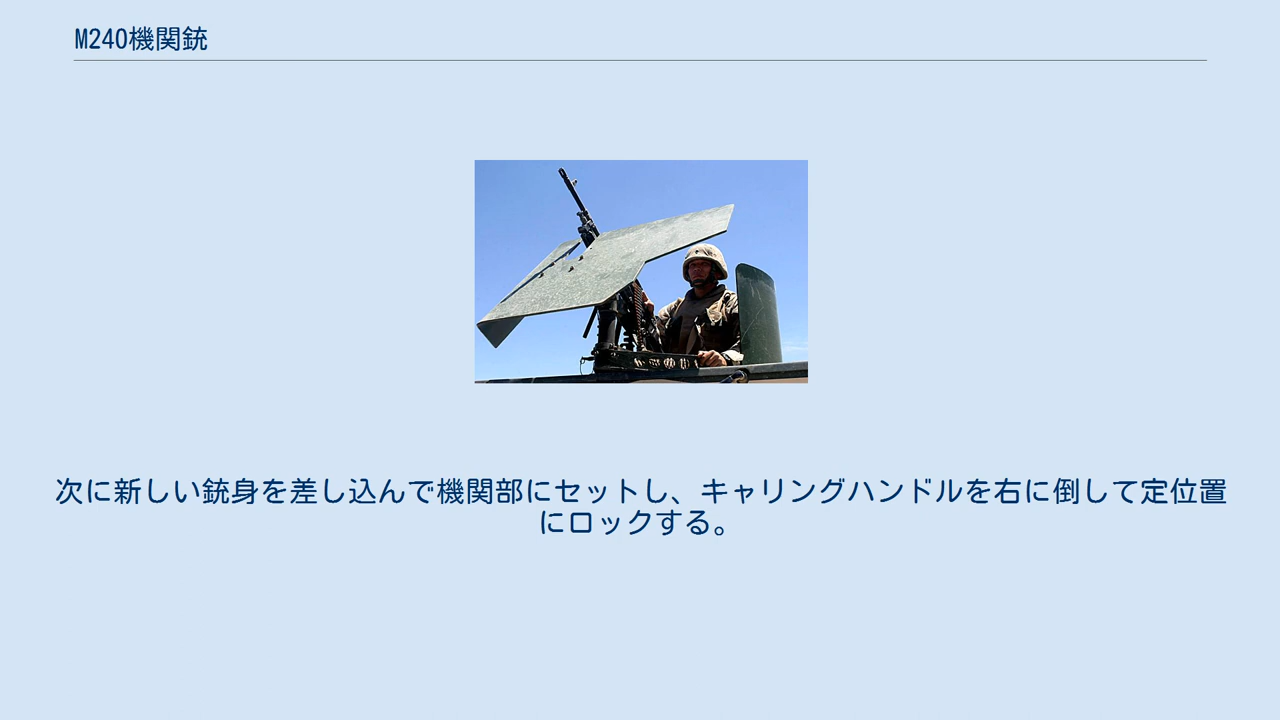 M240機関銃
次に新しい銃身を差し込んで機関部にセットし、キャリングハンドルを右に倒して定位置
にロックする。